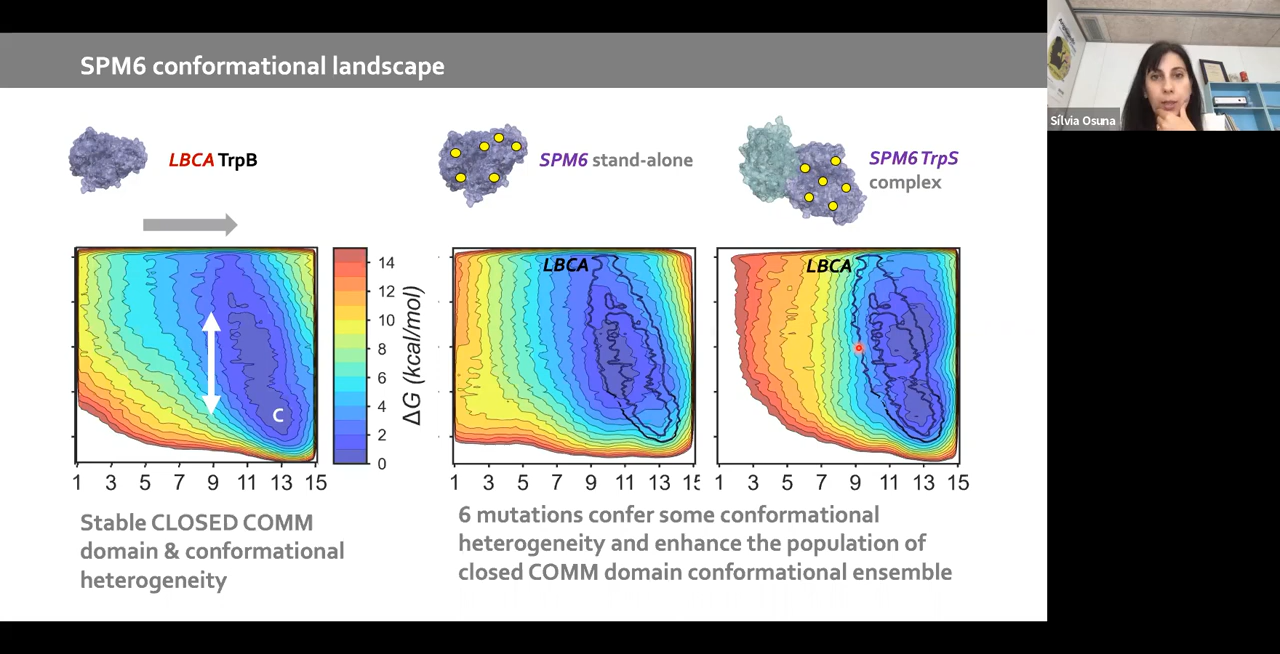 SPM6 conformational landscape
Sílvia Osuna
LBCA TrpB
SPM6 stand-alone
SPM6 TrpS
complex
LBCA
LBCA
C
14
12
10
8
6
4
2
0
ΔG (kcal/mol)
1 3 5 7 9 11 13 15
1 3 5 7 9 11 13 15
1 3 5 7 9 11 13 15
Stable CLOSED COMM
domain & conformational
heterogeneity
6 mutations confer some conformational
heterogeneity and enhance the population of
closed COMM domain conformational ensemble